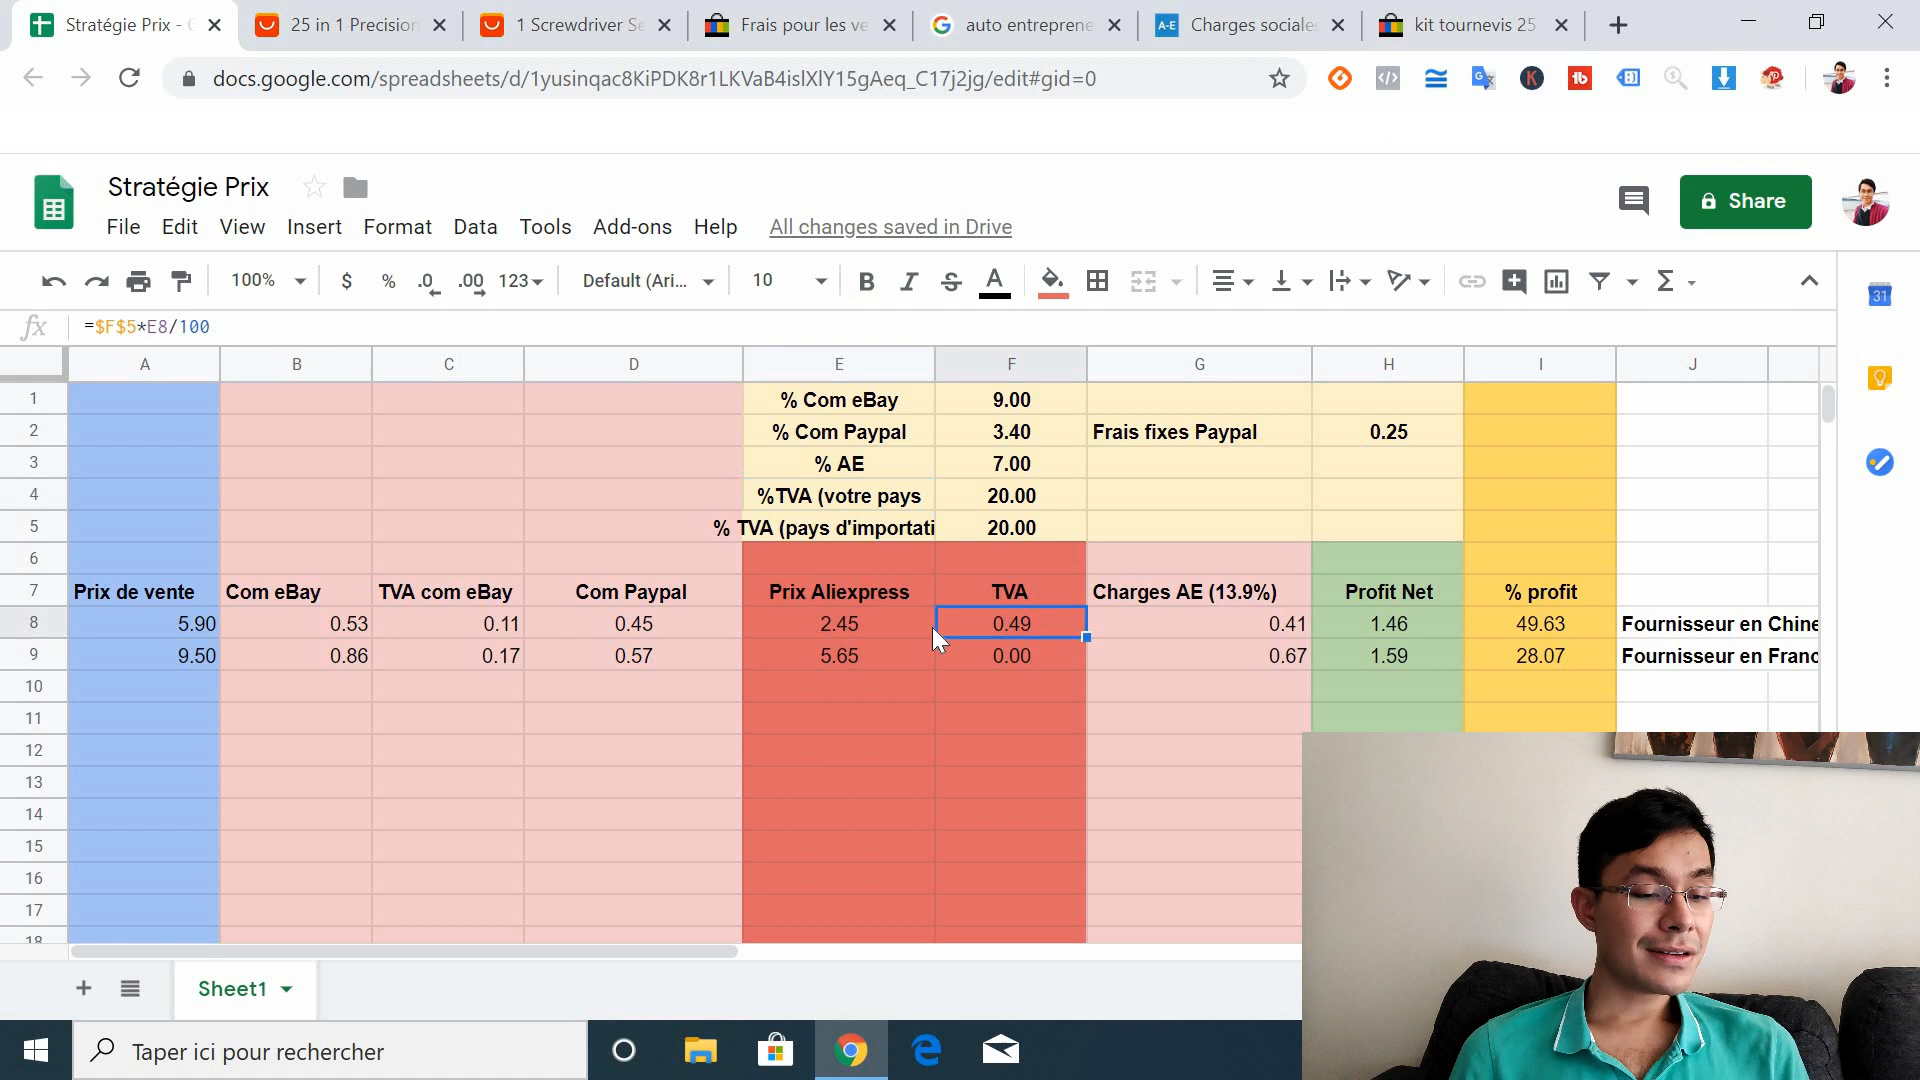 Stratégie Prix - G
25 in 1 Precision
1 Screwdriver Se
Frais pour les ve
auto entreprene
Charges sociales
kit tournevis 25
docs.google.com/spreadsheets/d/1yusinqac8KiPDK8r1LKVaB4islXlY15gAeq_C17j2jg/edit#gid=0
Stratégie Prix
Share
File Edit View Insert Format Data Tools Add-ons Help All changes saved in Drive
100% $ % .0 .00 123 Default (Ari... 10 B I S A Σ
31
fx =$F$5*E8/100
A B C D E F G H I J
1 % Com eBay 9.00
2 % Com Paypal 3.40 Frais fixes Paypal 0.25
3 % AE 7.00
4 %TVA (votre pays 20.00
5 % TVA (pays d'importati 20.00
6
7 Prix de vente Com eBay TVA com eBay Com Paypal Prix Aliexpress TVA Charges AE (13.9%) Profit Net % profit
8 5.90 0.53 0.11 0.45 2.45 0.49 0.41 1.46 49.63 Fournisseur en Chine
9 9.50 0.86 0.17 0.57 5.65 0.00 0.67 1.59 28.07 Fournisseur en Franc
10
11
12
13
14
15
16
17
18
Sheet1
Taper ici pour rechercher